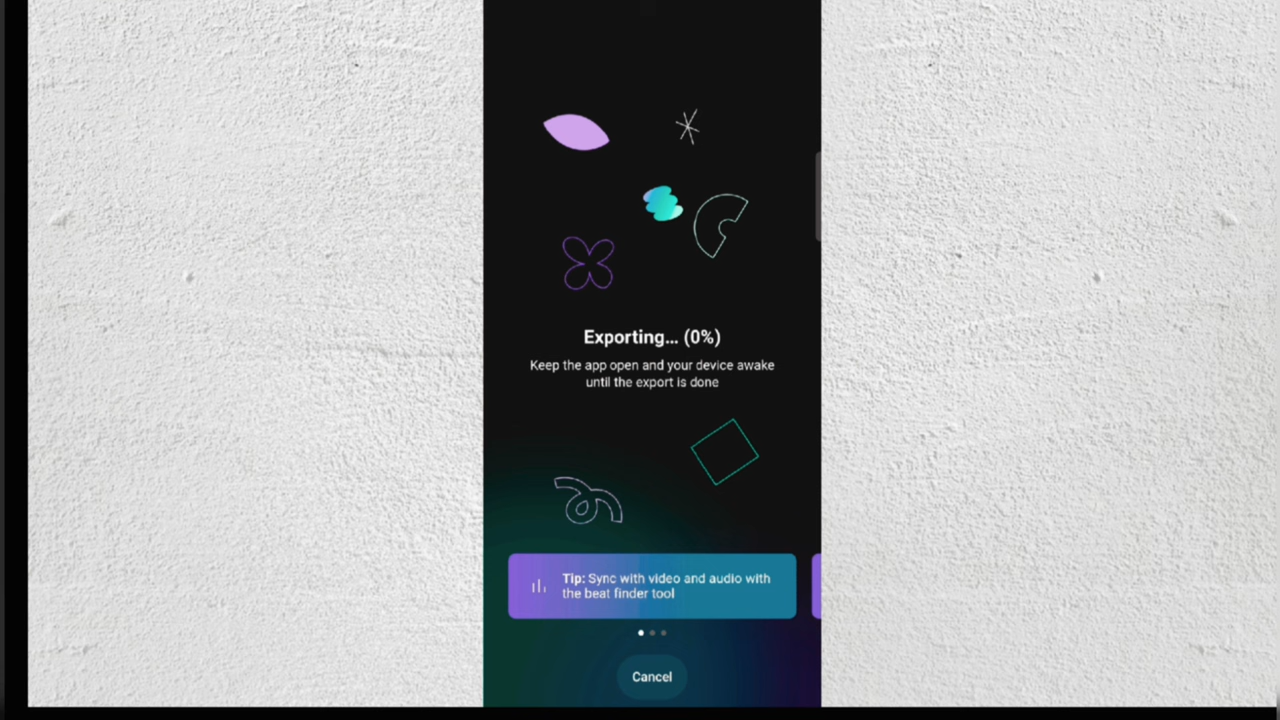 Exporting... (0%)
Keep the app open and your device awake
until the export is done
Tip: Sync with video and audio with
the beat finder tool
Cancel